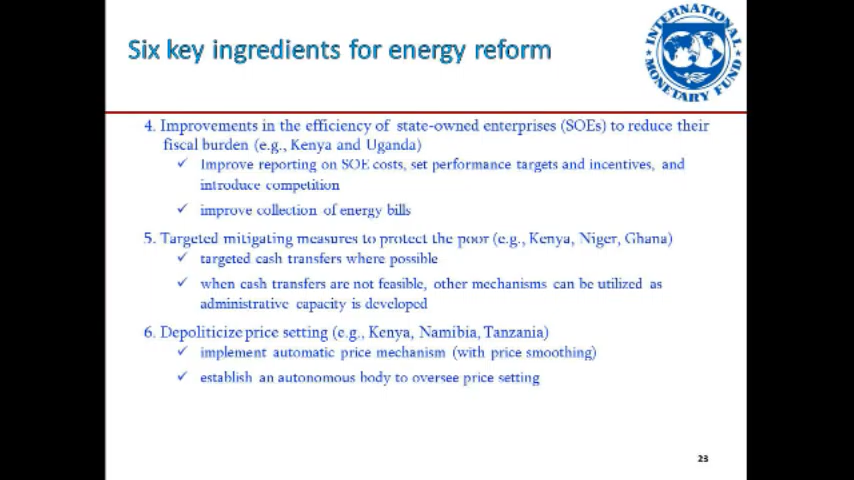 Six key ingredients for energy reform
INTERNATIONAL MONETARY FUND
4. Improvements in the efficiency of state-owned enterprises (SOEs) to reduce their
fiscal burden (e.g., Kenya and Uganda)
✓ Improve reporting on SOE costs, set performance targets and incentives, and
introduce competition
✓ improve collection of energy bills
5. Targeted mitigating measures to protect the poor (e.g., Kenya, Niger, Ghana)
✓ targeted cash transfers where possible
✓ when cash transfers are not feasible, other mechanisms can be utilized as
administrative capacity is developed
6. Depoliticize price setting (e.g., Kenya, Namibia, Tanzania)
✓ implement automatic price mechanism (with price smoothing)
✓ establish an autonomous body to oversee price setting
23